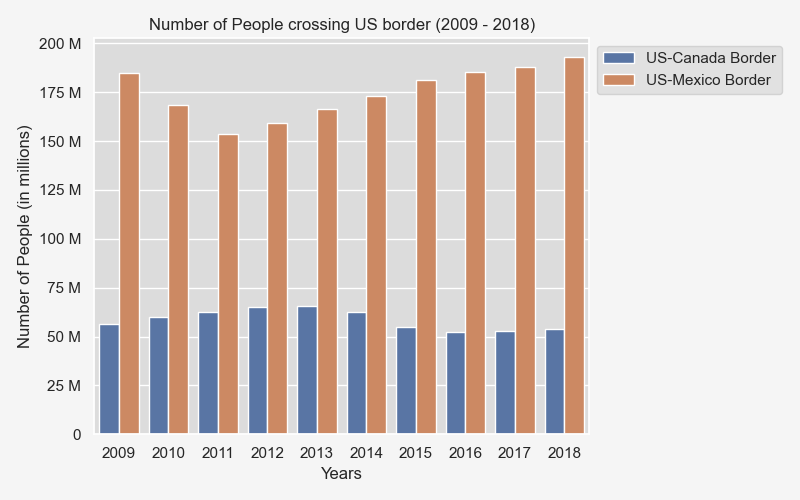 Number of People crossing US border (2009 - 2018)
US-Canada Border
US-Mexico Border
Number of People (in millions)
200 M
175 M
150 M
125 M
100 M
75 M
50 M
25 M
0
2009 2010 2011 2012 2013 2014 2015 2016 2017 2018
Years